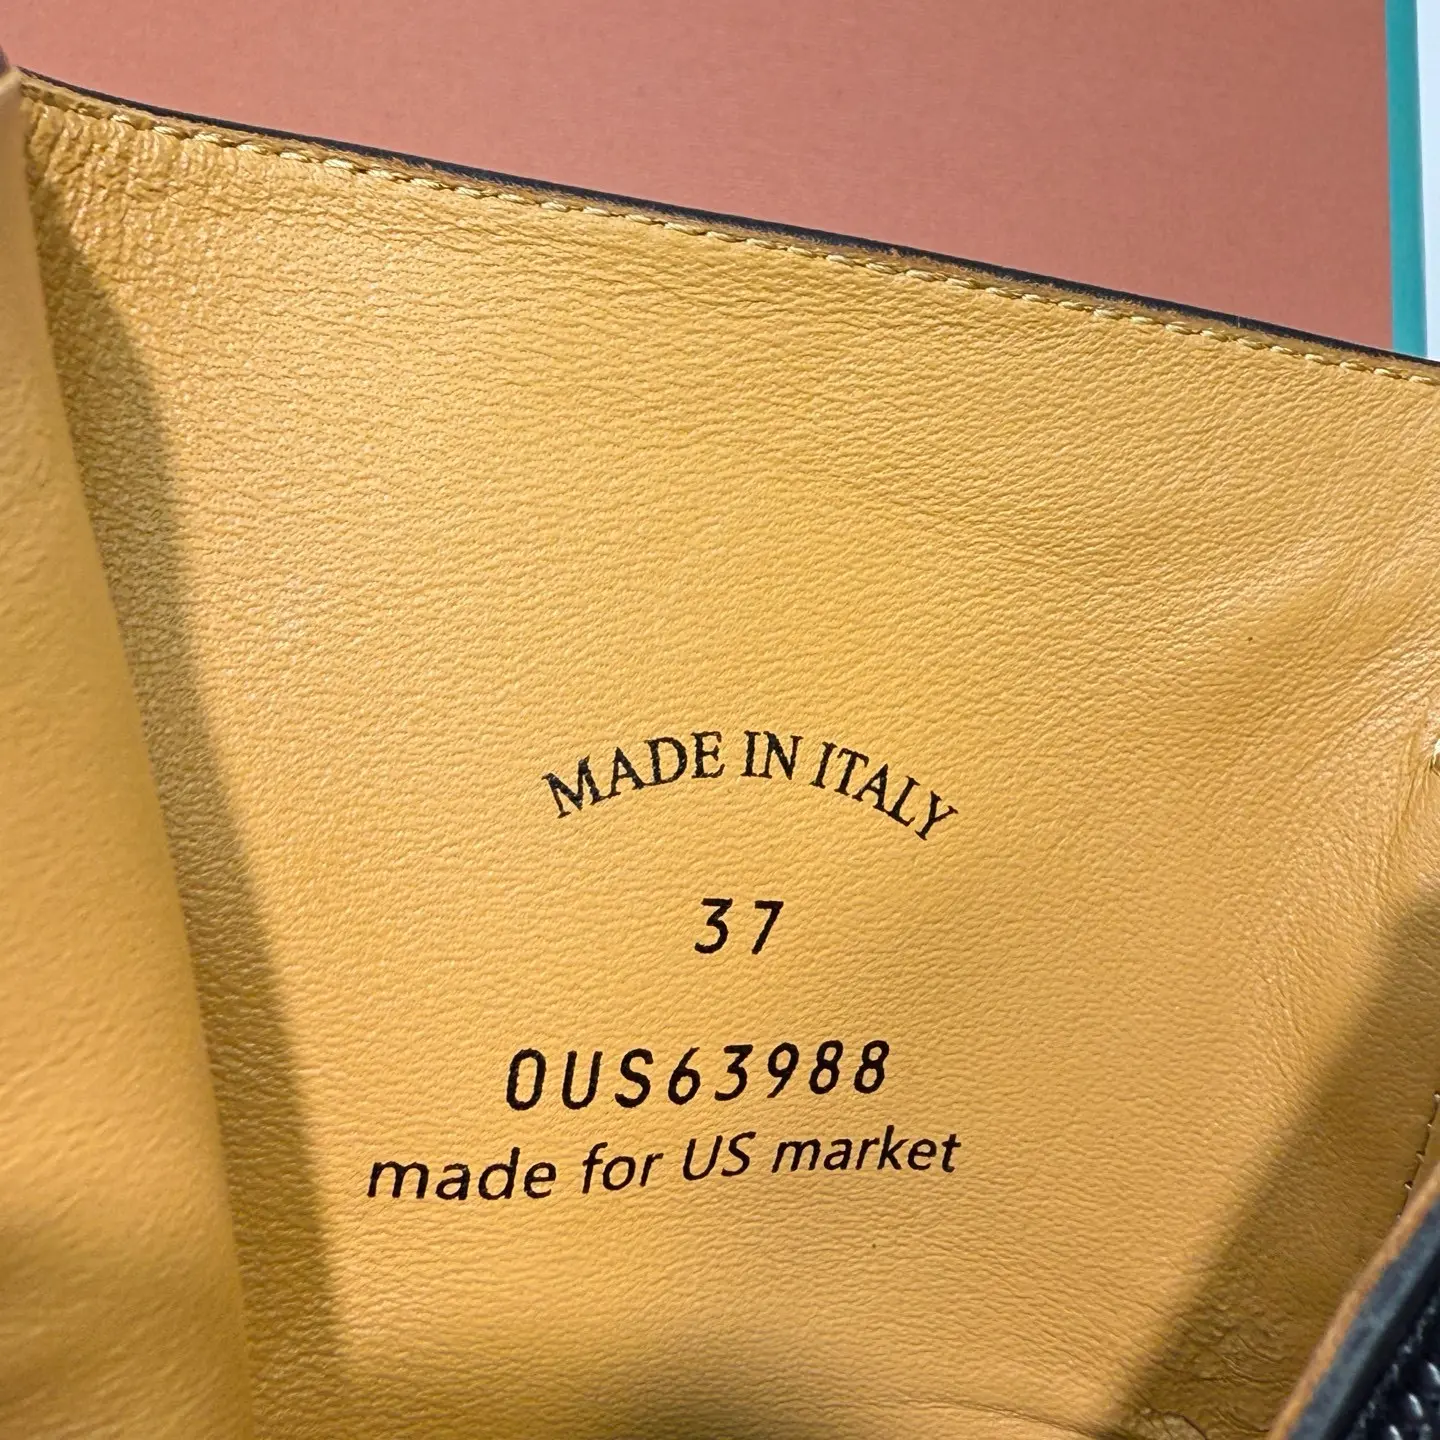 MADE IN ITALY
37
0US63988
made for US market